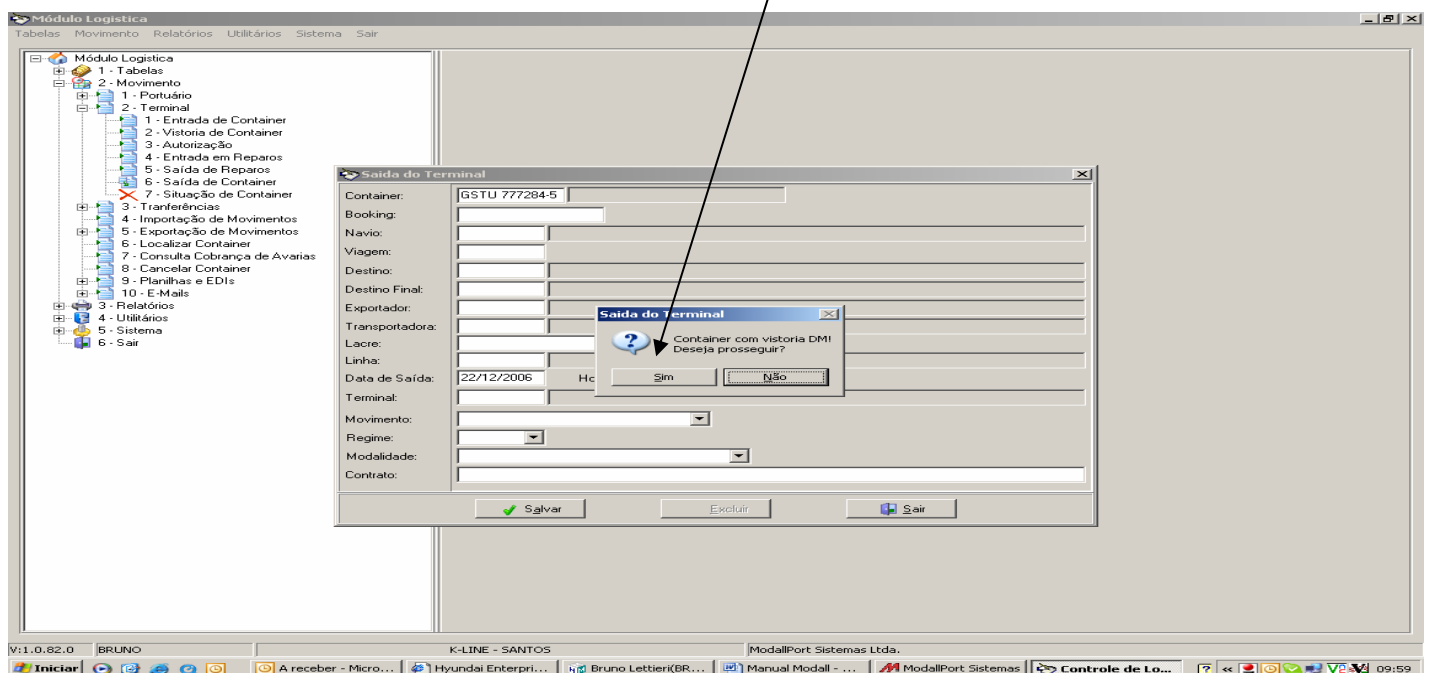 Módulo Logistica
Tabelas Movimento Relatórios Utilitários Sistema Sair
Módulo Logistica
1 - Tabelas
2 - Movimento
1 - Portuário
2 - Terminal
1 - Entrada de Container
2 - Vistoria de Container
3 - Autorização
4 - Entrada em Reparos
5 - Saída de Reparos
6 - Saída de Container
7 - Situação de Container
3 - Tranferências
4 - Importação de Movimentos
5 - Exportação de Movimentos
6 - Localizar Container
7 - Consulta Cobrança de Avarias
8 - Cancelar Container
9 - Planilhas e EDIs
10 - E-Mails
3 - Relatórios
4 - Utilitários
5 - Sistema
6 - Sair
Saida do Terminal
Container: GSTU 777284-5
Booking:
Navio:
Viagem:
Destino:
Destino Final:
Exportador:
Transportadora:
Lacre:
Linha:
Data de Saída: 22/12/2006 Ho
Terminal:
Movimento:
Regime:
Modalidade:
Contrato:
Salvar Excluir Sair
Saida do Terminal
Container com vistoria DM!
Deseja prosseguir?
Sim Não
V:1.0.82.0 BRUNO K-LINE - SANTOS ModallPort Sistemas Ltda.
Iniciar A receber - Micro... Hyundai Enterpri... Bruno Lettieri(BR... Manual Modall - ... ModallPort Sistemas Controle de Lo... 09:59